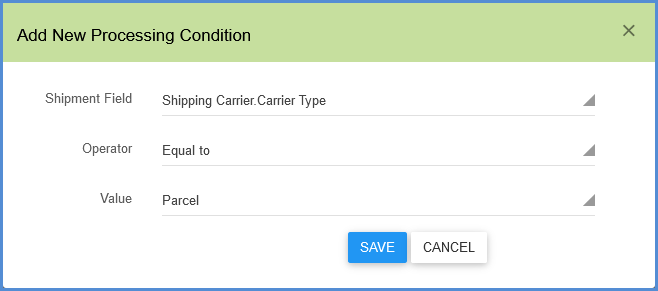 Add New Processing Condition
Shipment Field Shipping Carrier.Carrier Type
Operator Equal to
Value Parcel
SAVE CANCEL